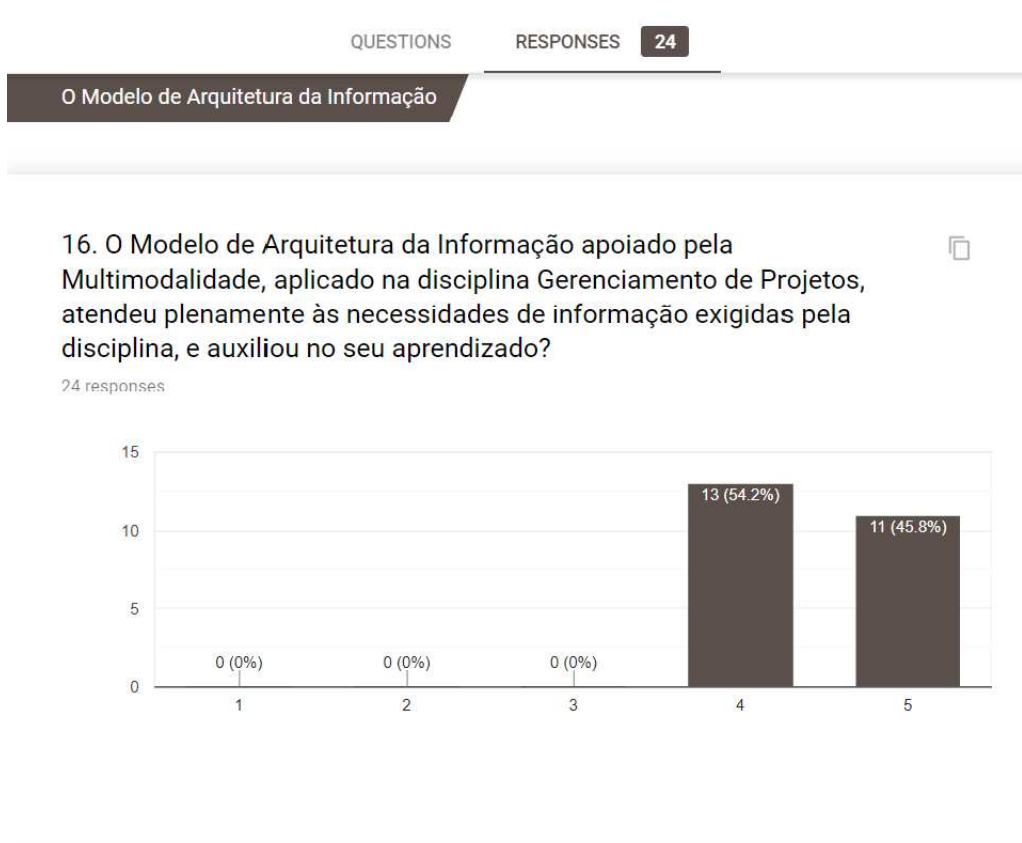 QUESTIONS RESPONSES 24
O Modelo de Arquitetura da Informação
16. O Modelo de Arquitetura da Informação apoiado pela
Multimodalidade, aplicado na disciplina Gerenciamento de Projetos,
atendeu plenamente às necessidades de informação exigidas pela
disciplina, e auxiliou no seu aprendizado?
24 responses
15
13 (54.2%)
10
11 (45.8%)
5
0 (0%) 0 (0%) 0 (0%)
0
1 2 3 4 5